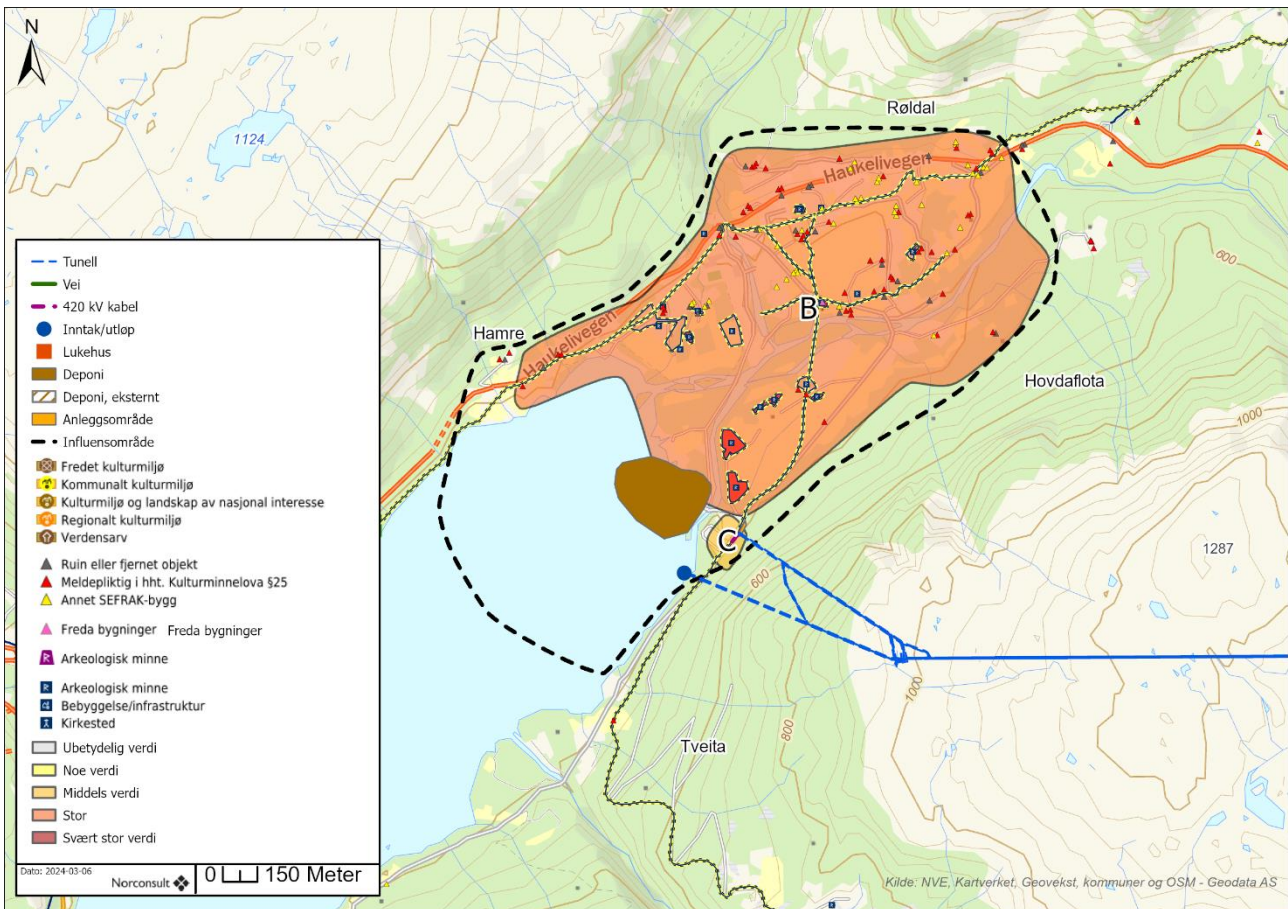 N
1124
Røldal
Haukelivegen
600
B
Hamre
Haukelivegen
Hovdaflota
1000
C
600
1287
1000
800
Tveita
Tunell
Vei
420 kV kabel
Inntak/utløp
Lukehus
Deponi
Deponi, eksternt
Anleggsområde
Influensområde
Fredet kulturmiljø
Kommunalt kulturmiljø
Kulturmiljø og landskap av nasjonal interesse
Regionalt kulturmiljø
Verdensarv
Ruin eller fjernet objekt
Meldepliktig i hht. Kulturminnelova §25
Annet SEFRAK-bygg
Freda bygninger Freda bygninger
Arkeologisk minne
Arkeologisk minne
Bebyggelse/infrastruktur
Kirkested
Ubetydelig verdi
Noe verdi
Middels verdi
Stor
Svært stor verdi
Dato: 2024-03-06
Norconsult
0 150 Meter
Kilde: NVE, Kartverket, Geovekst, kommuner og OSM - Geodata AS